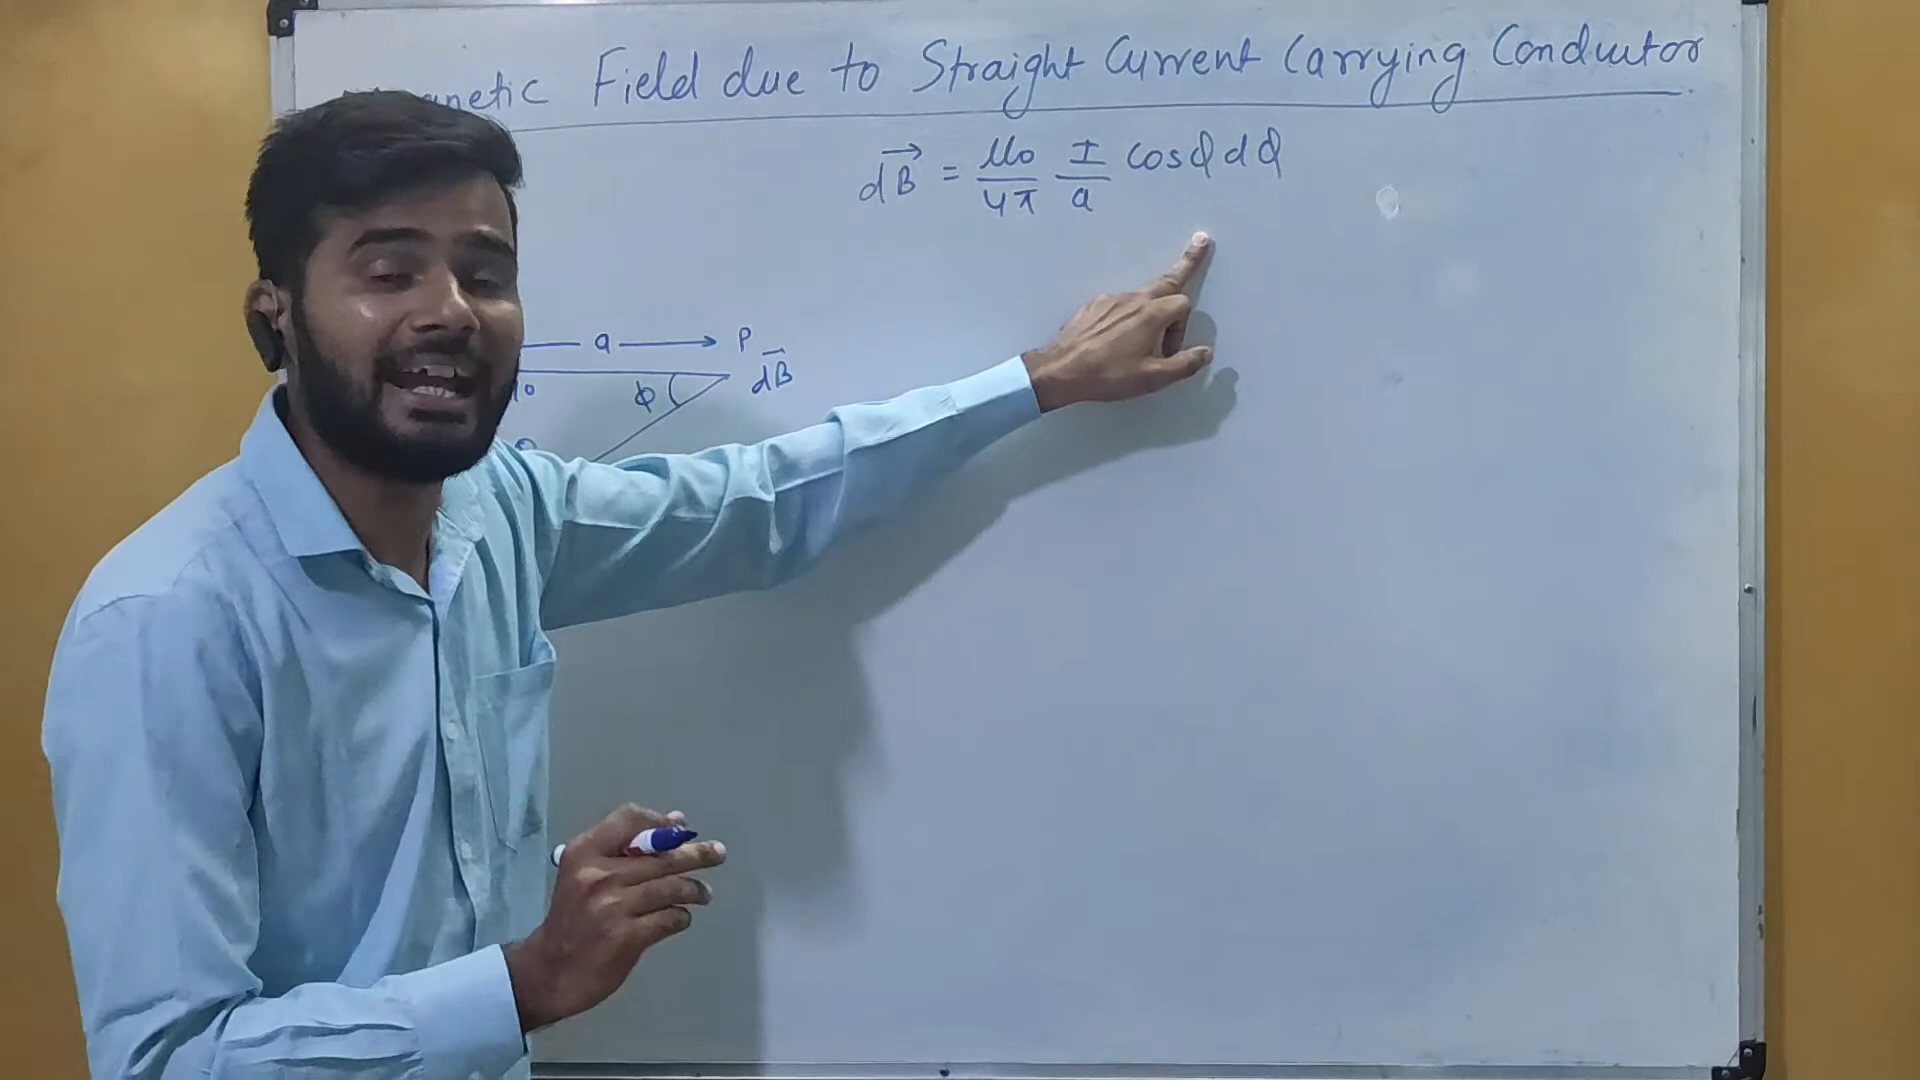 Field due to Straight Current Carrying Conductor
dB→ = μ0/4π I/a cosϕ dϕ
a → P
ϕ dB→